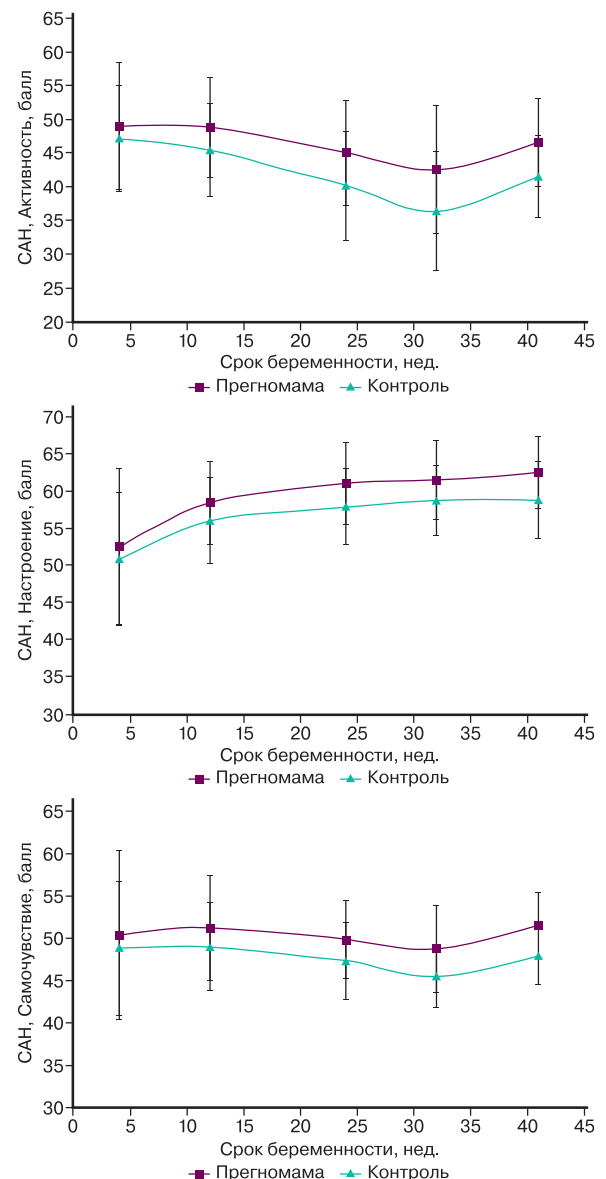 САН, Активность, балл
65
60
55
50
45
40
35
30
25
20
0 5 10 15 20 25 30 35 40 45
Срок беременности, нед.
Прегномама Контроль
САН, Настроение, балл
70
65
60
55
50
45
40
35
30
0 5 10 15 20 25 30 35 40 45
Срок беременности, нед.
Прегномама Контроль
САН, Самочувствие, балл
65
60
55
50
45
40
35
30
0 5 10 15 20 25 30 35 40 45
Срок беременности, нед.
Прегномама Контроль